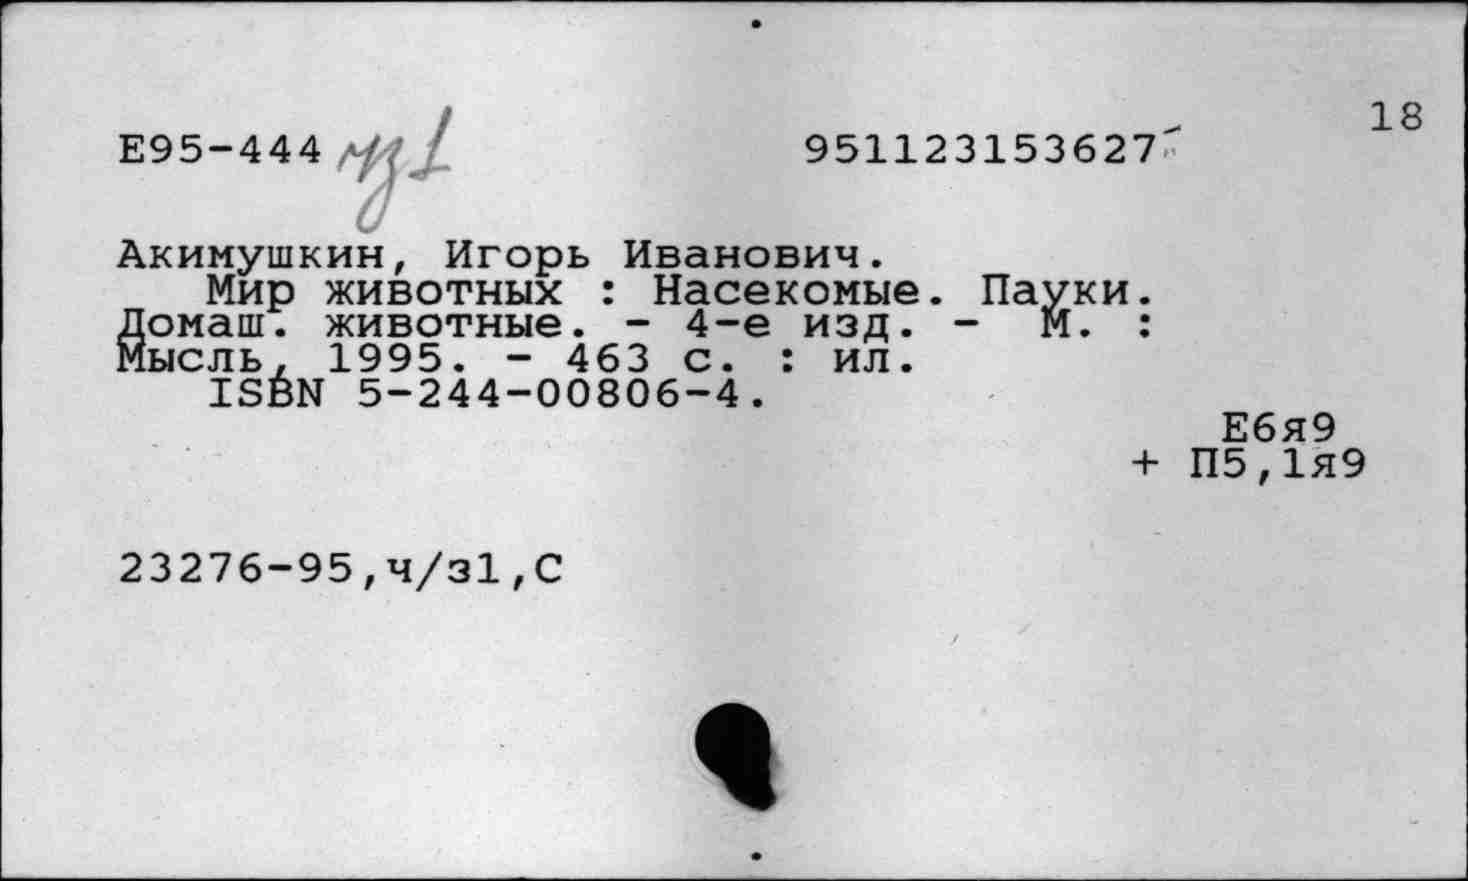 18
Е95-444 951123153627
Акимушкин, Игорь Иванович.
Мир животных : Насекомые. Пауки.
Домаш. животные. - 4-е изд. - М. :
Мысль, 1995. - 463 с. : ил.
ISBN 5-244-00806-4.
Е6я9
+ П5,1я9
23276-95,ч/з1,С